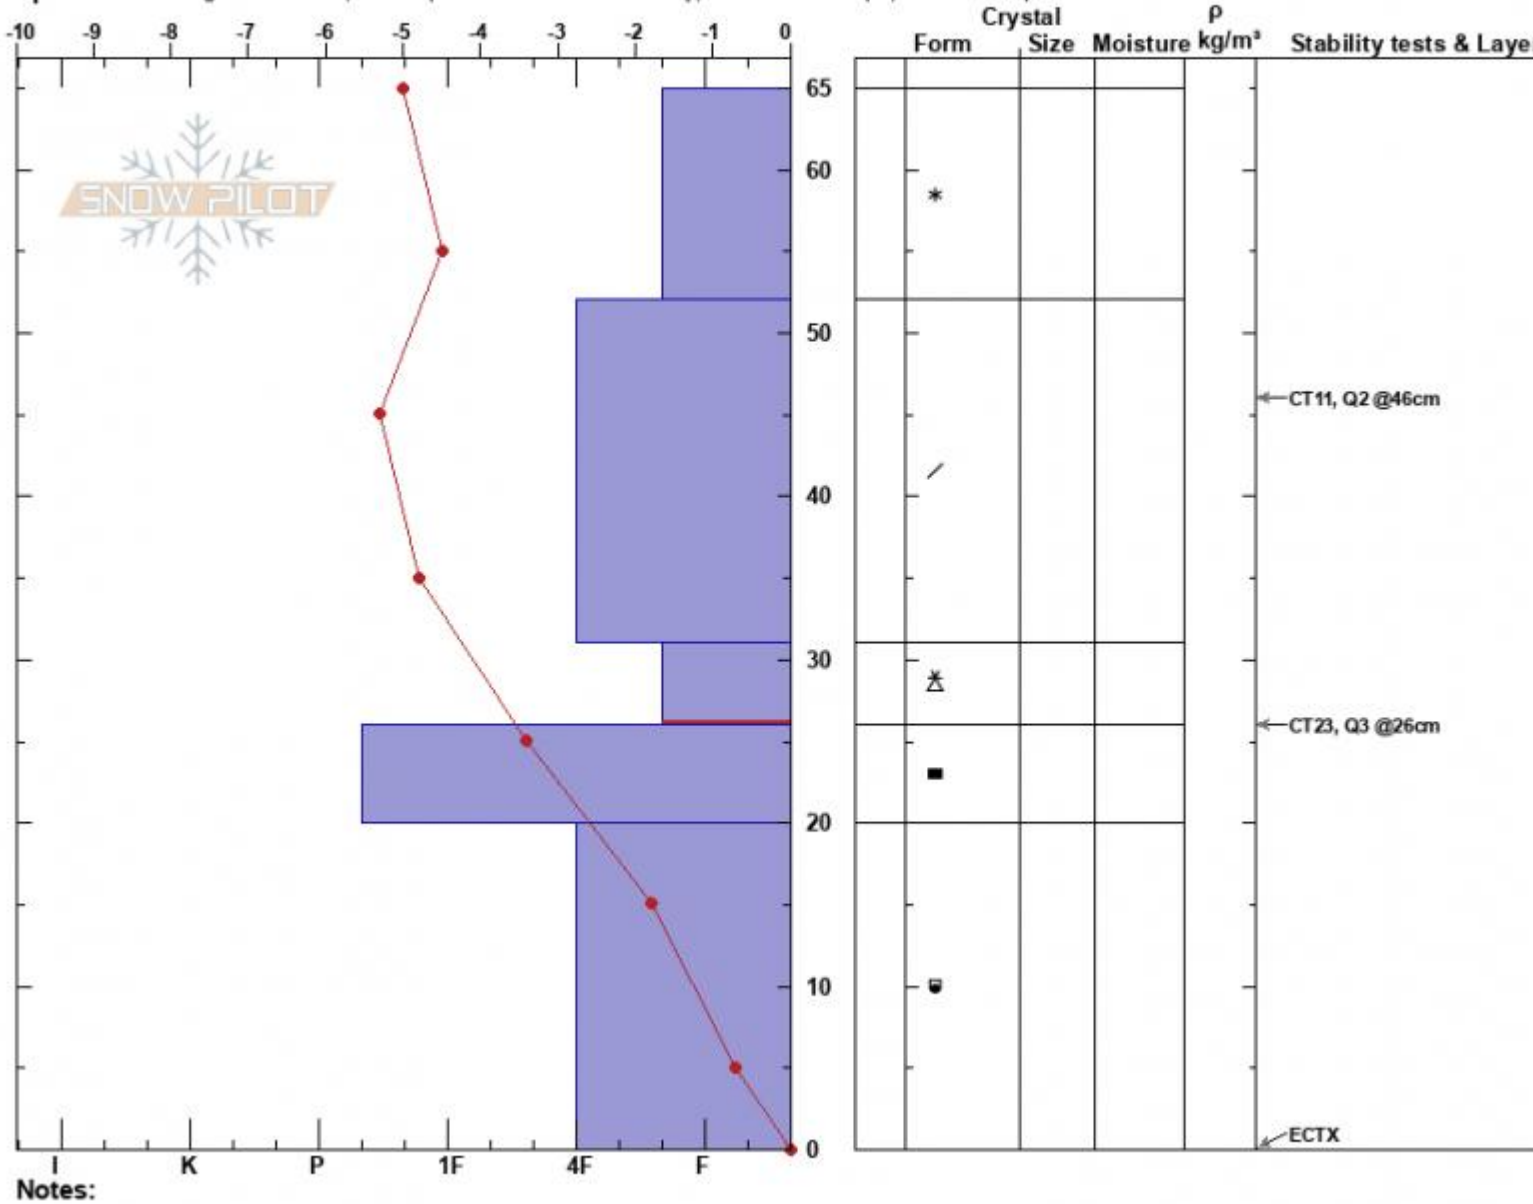 Crystal ρ
-10 -9 -8 -7 -6 -5 -4 -3 -2 -1 0
Form Size Moisture kg/m³ Stability tests & Laye
65
SNOW PILOT
60
50
CT11, Q2 @46cm
40
30
CT23, Q3 @26cm
20
10
ECTX
0
I K P 1F 4F F
Notes: